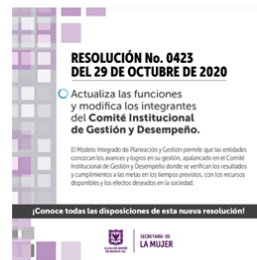 RESOLUCIÓN No. 0423
DEL 29 DE OCTUBRE DE 2020
Actualiza las funciones
y modifica los integrantes
del Comité Institucional
de Gestión y Desempeño.
El Modelo Integrado de Planeación y Gestión permite que las entidades
conozcan los avances y logros en su gestión, apalancado en el Comité
Institucional de Gestión y Desempeño donde se verifican los resultados
y cumplimientos a las metas en los tiempos previstos, con los recursos
disponibles y los efectos deseados en la sociedad.
¡Conoce todas las disposiciones de esta nueva resolución!
SECRETARÍA DE
LA MUJER
ALCALDÍA MAYOR
DE BOGOTÁ D.C.